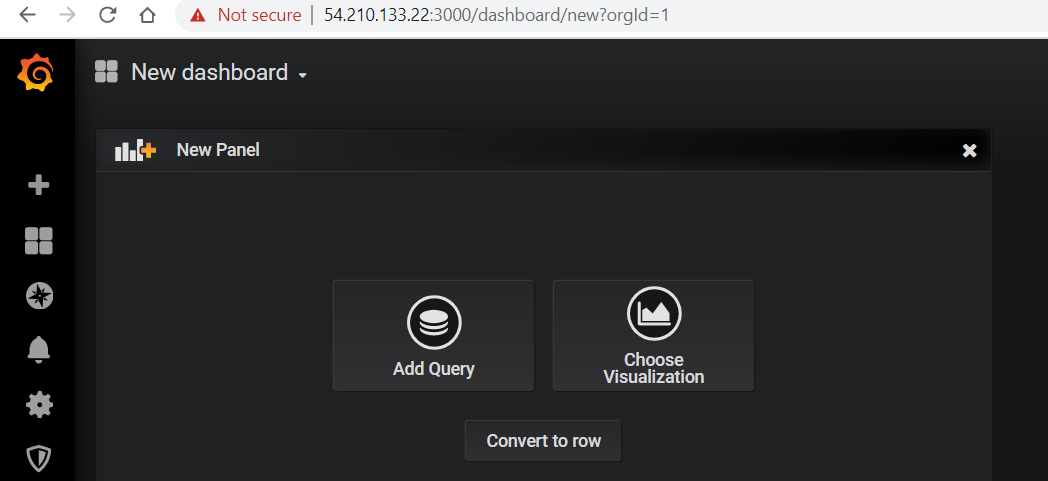 Not secure | 54.210.133.22:3000/dashboard/new?orgId=1
New dashboard
New Panel
Add Query
Choose
Visualization
Convert to row